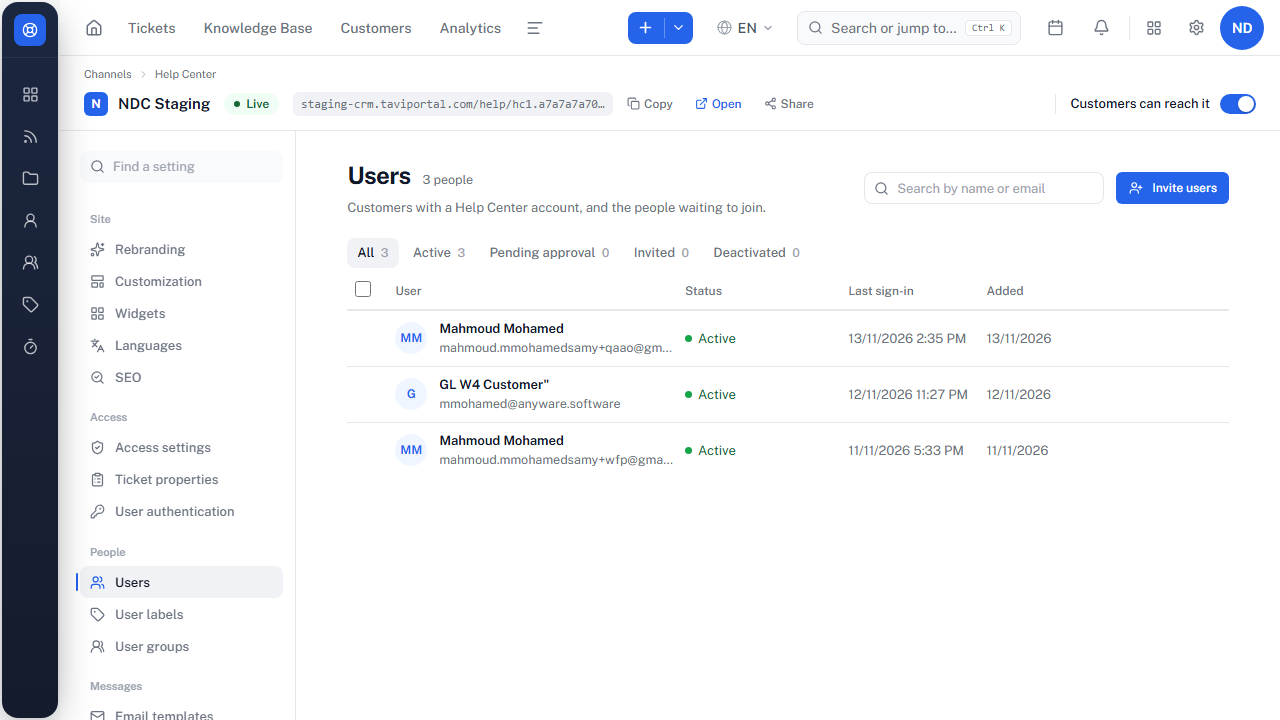 Tickets Knowledge Base Customers Analytics EN Search or jump to... Ctrl K ND
Channels Help Center
N NDC Staging Live staging-crm.taviportal.com/help/hc1.a7a7a7a70… Copy Open Share Customers can reach it
Find a setting
Site
Rebranding
Customization
Widgets
Languages
SEO
Access
Access settings
Ticket properties
User authentication
People
Users
User labels
User groups
Messages
Email templates
Users 3 people
Customers with a Help Center account, and the people waiting to join.
Search by name or email Invite users
All 3 Active 3 Pending approval 0 Invited 0 Deactivated 0
User Status Last sign-in Added
MM Mahmoud Mohamed
mahmoud.mmohamedsamy+qaao@gm... Active 13/11/2026 2:35 PM 13/11/2026
G GL W4 Customer"
mmohamed@anyware.software Active 12/11/2026 11:27 PM 12/11/2026
MM Mahmoud Mohamed
mahmoud.mmohamedsamy+wfp@gma... Active 11/11/2026 5:33 PM 11/11/2026